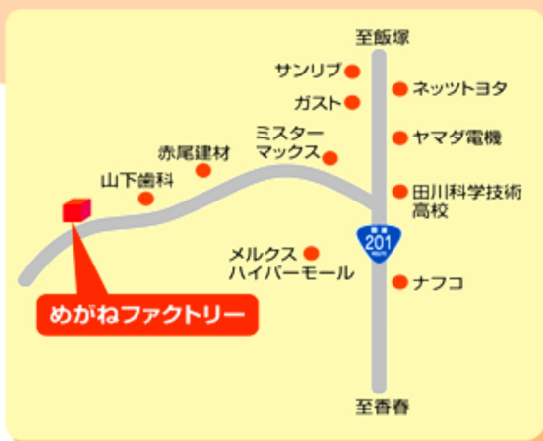 至飯塚
サンリブ
ネッツトヨタ
ガスト
ミスター
マックス
ヤマダ電機
赤尾建材
山下歯科
田川科学技術
高校
国道
201
ROUTE
メルクス
ハイパーモール
ナフコ
めがねファクトリー
至香春